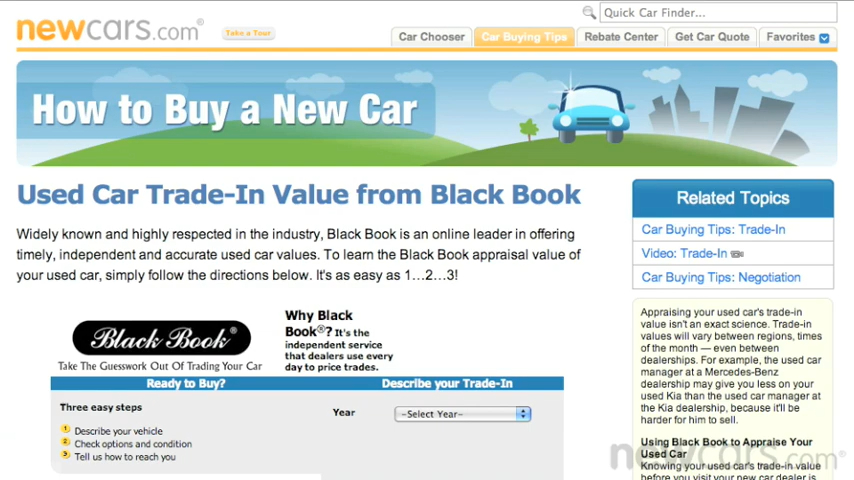 newcars.com®
Take a Tour
Quick Car Finder...
Car Chooser
Car Buying Tips
Rebate Center
Get Car Quote
Favorites
How to Buy a New Car
Used Car Trade-In Value from Black Book
Widely known and highly respected in the industry, Black Book is an online leader in offering
timely, independent and accurate used car values. To learn the Black Book appraisal value of
your used car, simply follow the directions below. It's as easy as 1...2...3!
Black Book®
Take The Guesswork Out Of Trading Your Car
Why Black
Book®? It's the
independent service
that dealers use every
day to price trades.
Ready to Buy?
Describe your Trade-In
Three easy steps
1 Describe your vehicle
2 Check options and condition
3 Tell us how to reach you
Year
-Select Year-
Related Topics
Car Buying Tips: Trade-In
Video: Trade-In
Car Buying Tips: Negotiation
Appraising your used car's trade-in
value isn't an exact science. Trade-in
values will vary between regions, times
of the month — even between
dealerships. For example, the used car
manager at a Mercedes-Benz
dealership may give you less on your
used Kia than the used car manager at
the Kia dealership, because it'll be
harder for him to sell.
Using Black Book to Appraise Your
Used Car
Knowing your used car's trade-in value
before you visit your new car dealer is
newcars.com®